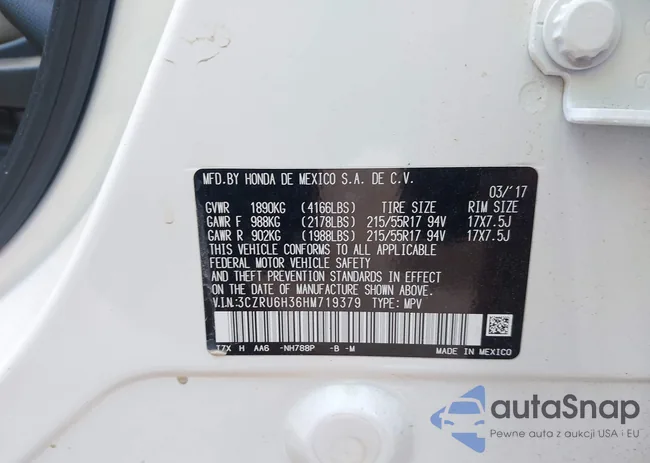 MFD.BY HONDA DE MEXICO S.A. DE C.V.
03/'17
GVWR 1890KG (4166LBS) TIRE SIZE RIM SIZE
GAWR F 988KG (2178LBS) 215/55R17 94V 17X7.5J
GAWR R 902KG (1988LBS) 215/55R17 94V 17X7.5J
THIS VEHICLE CONFORMS TO ALL APPLICABLE
FEDERAL MOTOR VEHICLE SAFETY
AND THEFT PREVENTION STANDARDS IN EFFECT
ON THE DATE OF MANUFACTURE SHOWN ABOVE.
V.I.N:3CZRU6H36HM719379 TYPE: MPV
T7X H AA6 -NH788P -B -M MADE IN MEXICO
autaSnap
Pewne auta z aukcji USA i EU